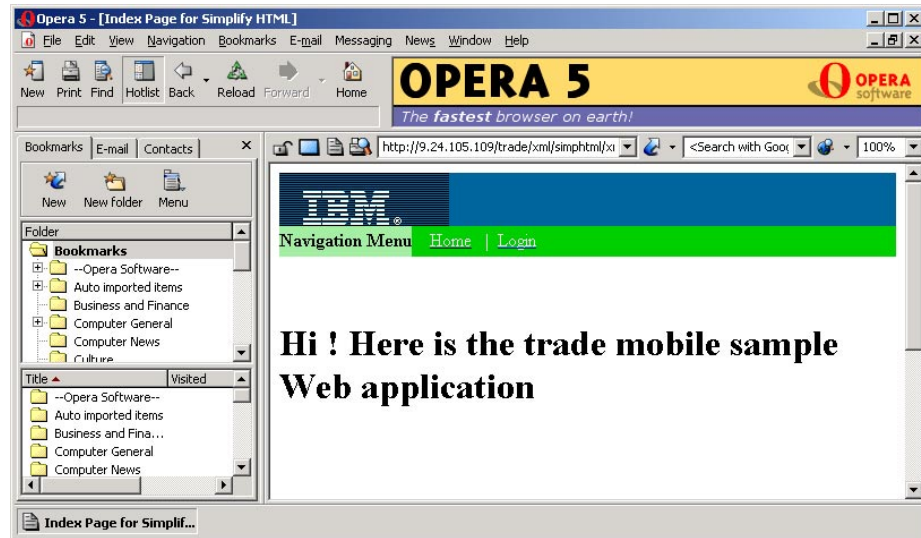 Opera 5 - [Index Page for Simplify HTML]
File Edit View Navigation Bookmarks E-mail Messaging News Window Help
New Print Find Hotlist Back Reload Forward Home
OPERA 5
OPERA
software
The fastest browser on earth!
Bookmarks E-mail Contacts
http://9.24.105.109/trade/xml/simphtml/ <Search with Goo 100%
New New folder Menu
Folder
Bookmarks
--Opera Software--
Auto imported items
Business and Finance
Computer General
Computer News
Culture
Title Visited
--Opera Software--
Auto imported items
Business and Fina...
Computer General
Computer News
IBM®
Navigation Menu Home | Login
Hi ! Here is the trade mobile sample
Web application
Index Page for Simplif...